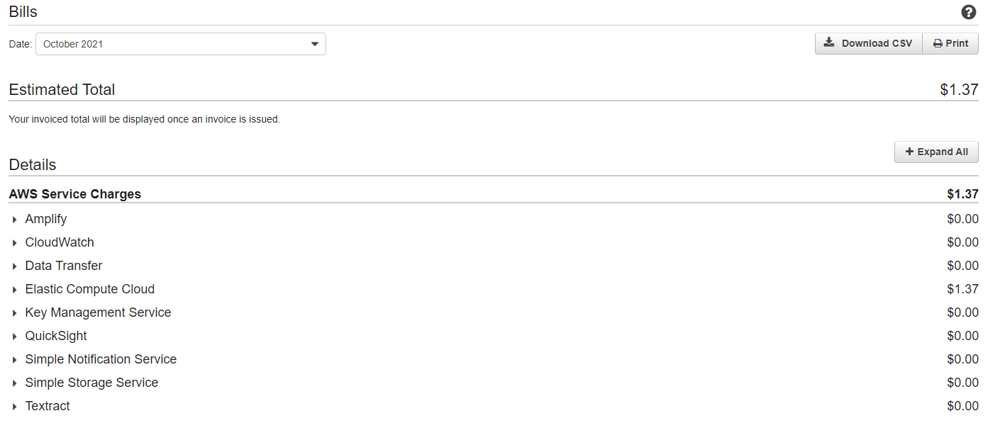 Bills
Date: October 2021
Download CSV Print
Estimated Total $1.37
Your invoiced total will be displayed once an invoice is issued.
Expand All
Details
AWS Service Charges $1.37
Amplify $0.00
CloudWatch $0.00
Data Transfer $0.00
Elastic Compute Cloud $1.37
Key Management Service $0.00
QuickSight $0.00
Simple Notification Service $0.00
Simple Storage Service $0.00
Textract $0.00